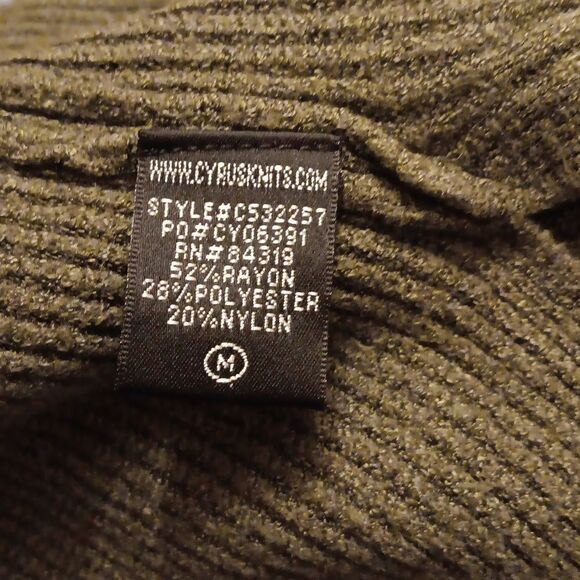 WWW.CYRUSKNITS.COM
STYLE#C532257
PO#CY06391
RN#84319
52%RAYON
28%POLYESTER
20%NYLON
M